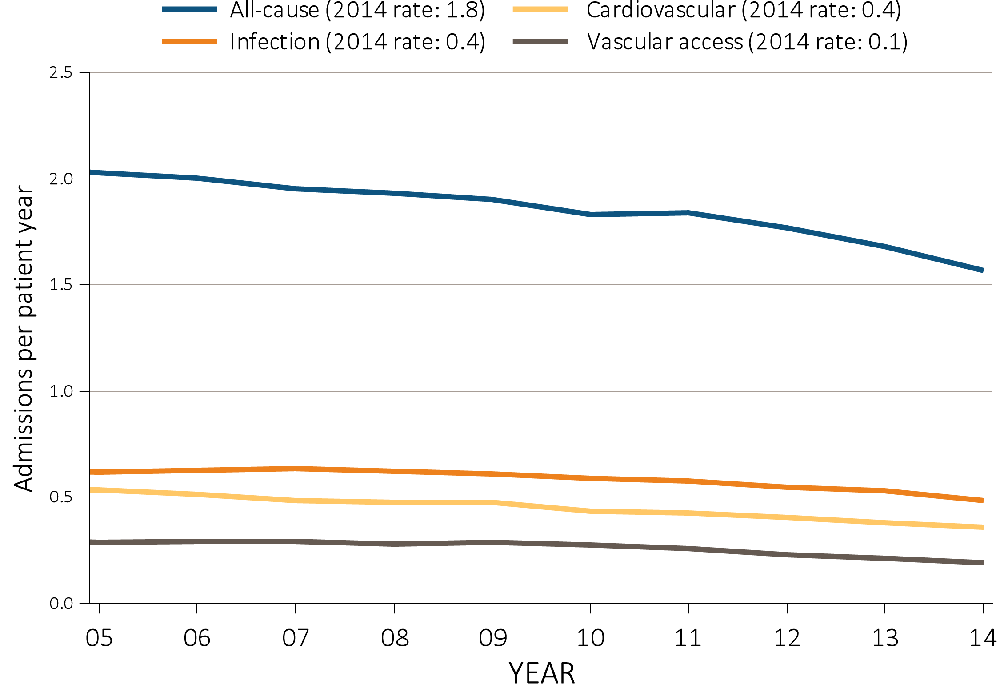 All-cause (2014 rate: 1.8)
Cardiovascular (2014 rate: 0.4)
Infection (2014 rate: 0.4)
Vascular access (2014 rate: 0.1)
Admissions per patient year
2.5
2.0
1.5
1.0
0.5
0.0
05 06 07 08 09 10 11 12 13 14
YEAR